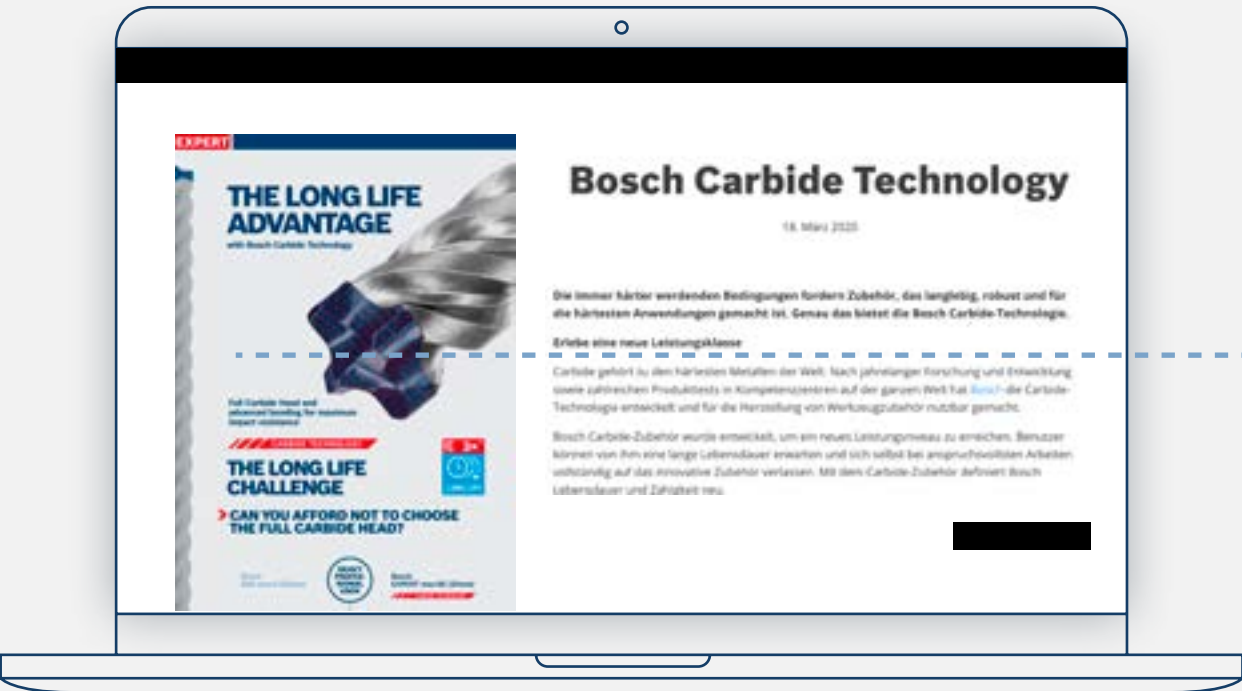 EXPERT
THE LONG LIFE
ADVANTAGE
with Bosch Carbide Technology
Full Carbide head and
advanced bonding for maximum
impact resistance
CARBIDE TECHNOLOGY
THE LONG LIFE
CHALLENGE
CAN YOU AFFORD NOT TO CHOOSE
THE FULL CARBIDE HEAD?
Bosch Carbide Technology
18. März 2020
Die immer härter werdenden Bedingungen fordern Zubehör, das langlebig, robust und für
die härtesten Anwendungen gemacht ist. Genau das bietet die Bosch Carbide-Technologie.
Erlebe eine neue Leistungsklasse
Carbide gehört zu den härtesten Metallen der Welt. Nach jahrelanger Forschung und Entwicklung
sowie zahlreichen Produkttests in Kompetenzzentren auf der ganzen Welt hat Bosch die Carbide-
Technologie entwickelt und für die Herstellung von Werkzeugzubehör nutzbar gemacht.
Bosch Carbide-Zubehör wurde entwickelt, um ein neues Leistungsniveau zu erreichen. Benutzer
können von ihm eine lange Lebensdauer erwarten und sich selbst bei anspruchsvollsten Arbeiten
vollständig auf das innovative Zubehör verlassen. Mit dem Carbide-Zubehör definiert Bosch
Lebensdauer und Zähigkeit neu.